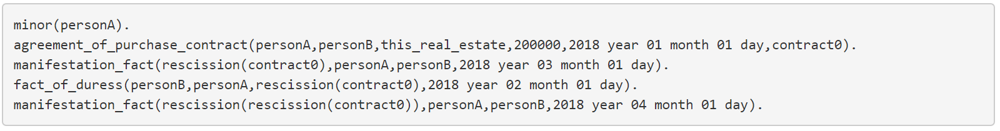 minor(personA).
agreement_of_purchase_contract(personA,personB,this_real_estate,200000,2018 year 01 month 01 day,contract0).
manifestation_fact(rescission(contract0),personA,personB,2018 year 03 month 01 day).
fact_of_duress(personB,personA,rescission(contract0),2018 year 02 month 01 day).
manifestation_fact(rescission(rescission(contract0)),personA,personB,2018 year 04 month 01 day).